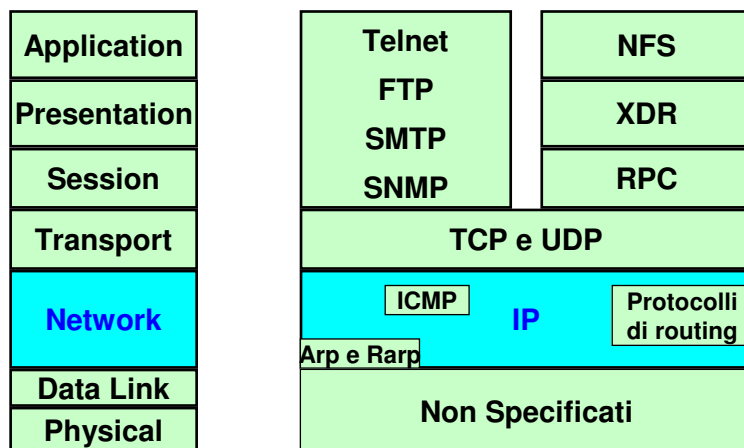 Application
Presentation
Session
Transport
Network
Data Link
Physical
Telnet
FTP
SMTP
SNMP
NFS
XDR
RPC
TCP e UDP
ICMP
IP
Protocolli
di routing
Arp e Rarp
Non Specificati